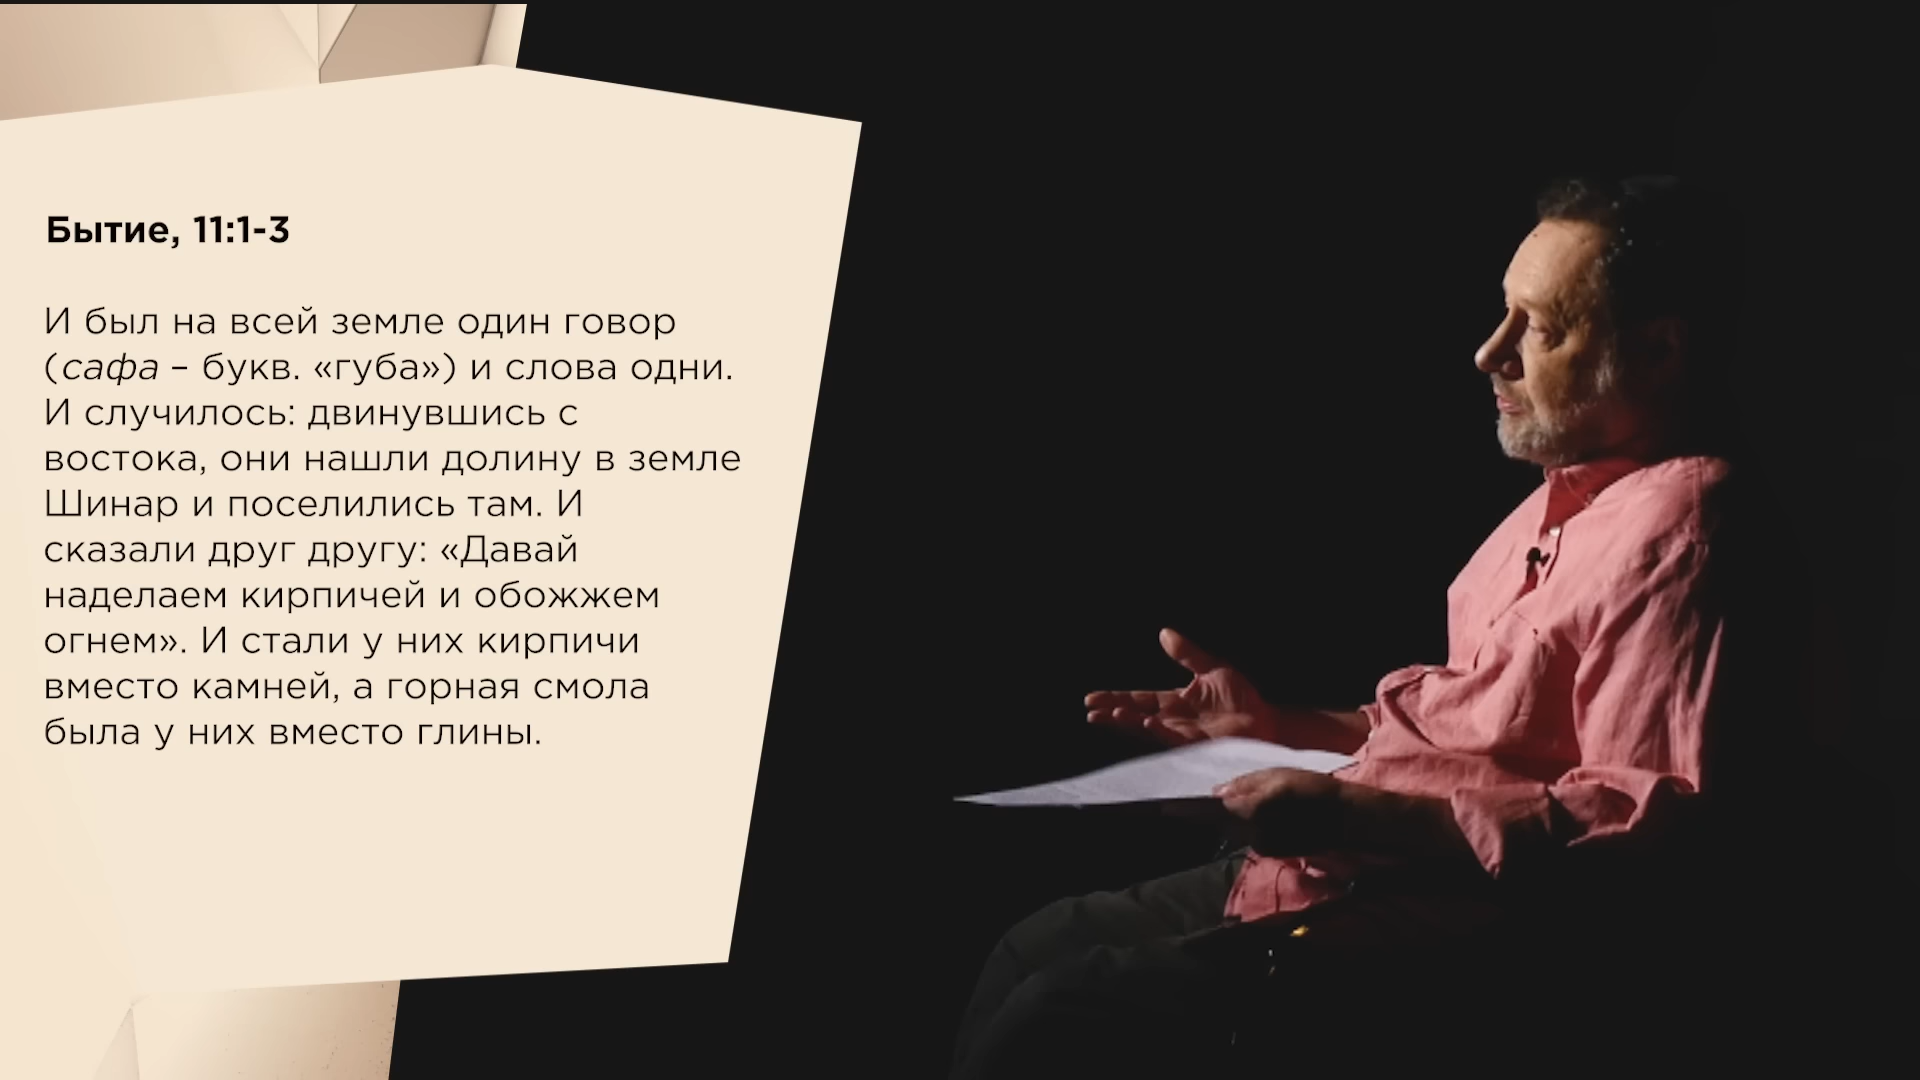 Бытие, 11:1-3
И был на всей земле один говор
(сафа – букв. «губа») и слова одни.
И случилось: двинувшись с
востока, они нашли долину в земле
Шинар и поселились там. И
сказали друг другу: «Давай
наделаем кирпичей и обожжем
огнем». И стали у них кирпичи
вместо камней, а горная смола
была у них вместо глины.